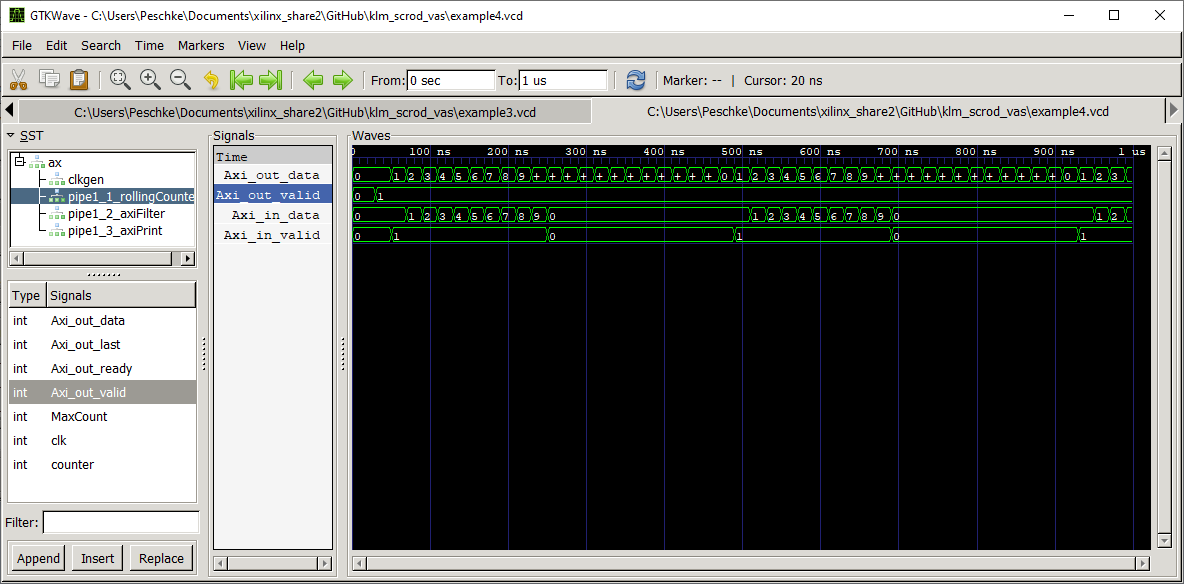 GTKWave - C:\Users\Peschke\Documents\xilinx_share2\GitHub\klm_scrod_vas\example4.vcd
File Edit Search Time Markers View Help
From: 0 sec To: 1 us Marker: -- | Cursor: 20 ns
C:\Users\Peschke\Documents\xilinx_share2\GitHub\klm_scrod_vas\example3.vcd C:\Users\Peschke\Documents\xilinx_share2\GitHub\klm_scrod_vas\example4.vcd
SST
ax
clkgen
pipe1_1_rollingCounte
pipe1_2_axiFilter
pipe1_3_axiPrint
Type Signals
int Axi_out_data
int Axi_out_last
int Axi_out_ready
int Axi_out_valid
int MaxCount
int clk
int counter
Filter:
Append Insert Replace
Signals
Time
Axi_out_data
Axi_out_valid
Axi_in_data
Axi_in_valid
Waves
0 100 ns 200 ns 300 ns 400 ns 500 ns 600 ns 700 ns 800 ns 900 ns 1 us
0 1 2 3 4 5 6 7 8 9 + + + + + + + + + + + + 0 1 2 3 4 5 6 7 8 9 + + + + + + + + + + + + 0 1 2 3
0 1
0 1 2 3 4 5 6 7 8 9 0 1 2 3 4 5 6 7 8 9 0 1 2
0 1 0 1 0 1